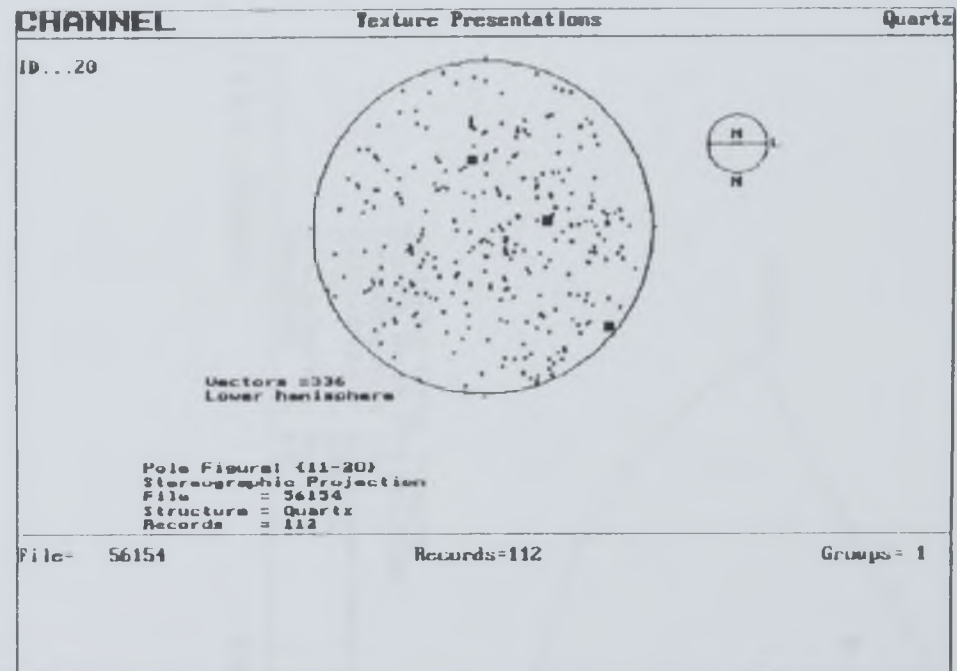 CHANNEL Texture Presentations Quartz
ID...20
L
N
Vectors =336
Lower hemisphere
Pole Figure: {11-20}
Stereographic Projection
File = 56154
Structure = Quartz
Records = 112
File- 56154 Records=112 Groups= 1